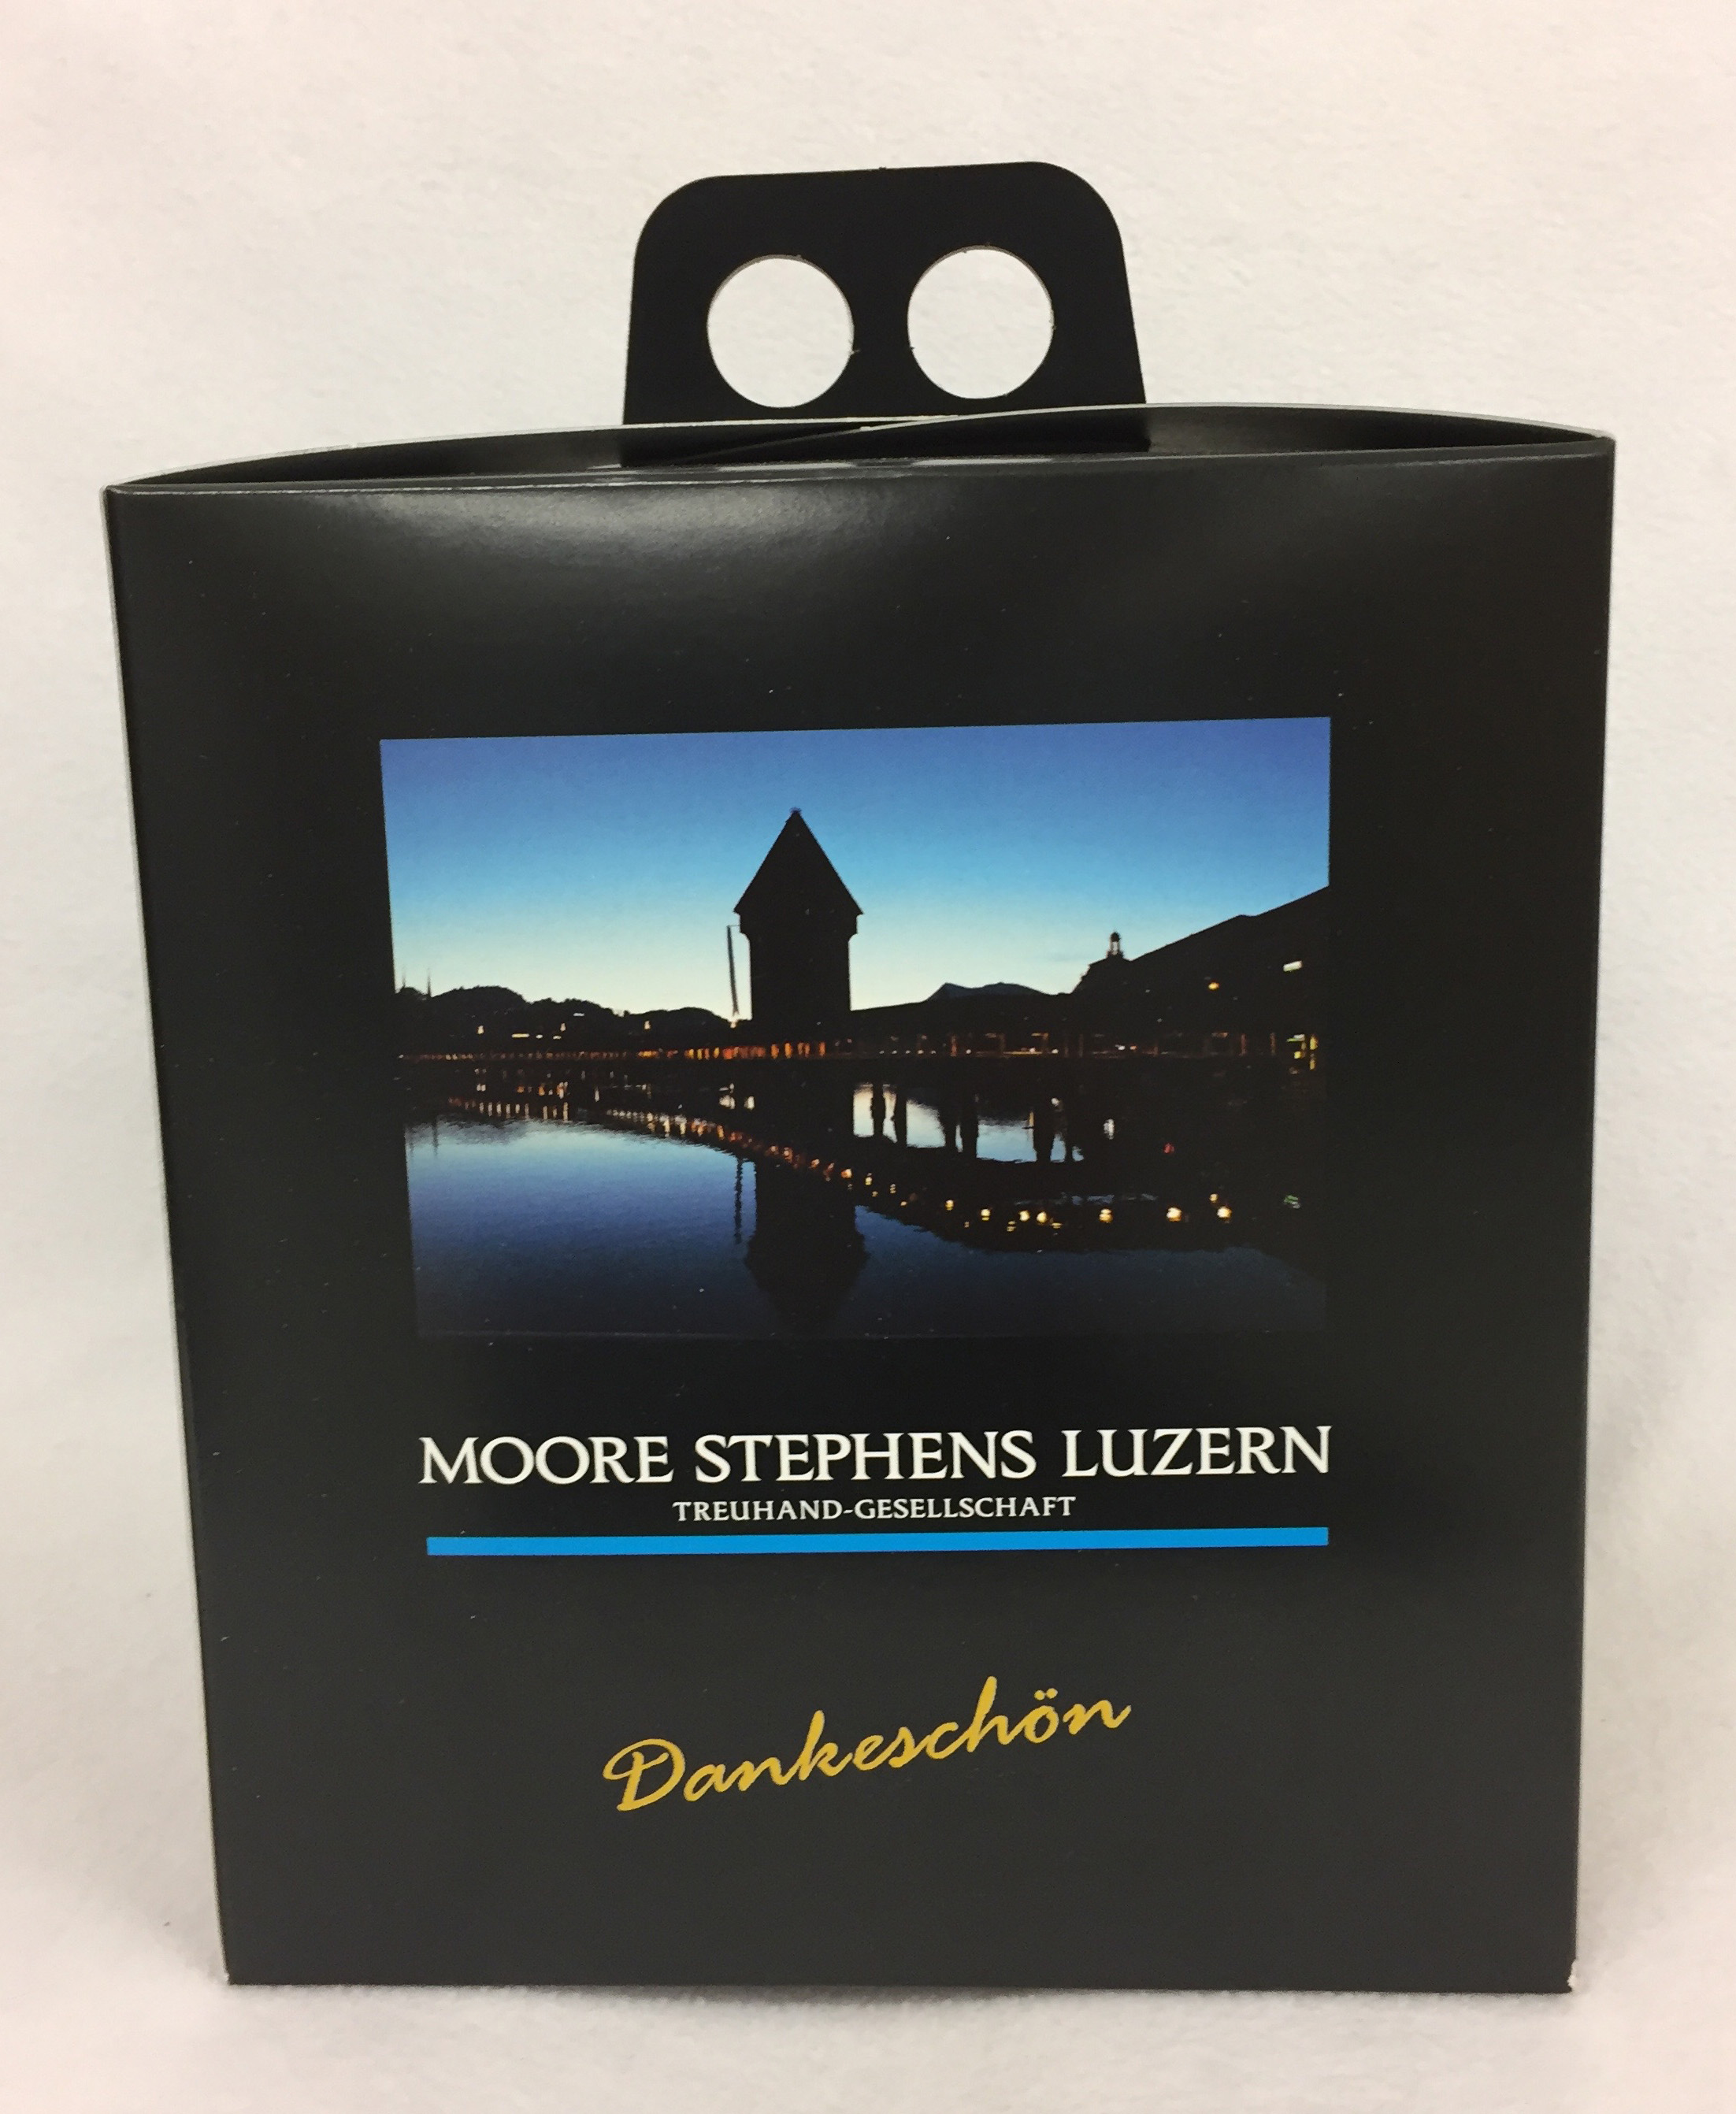 MOORE STEPHENS LUZERN
TREUHAND-GESELLSCHAFT
Dankeschön